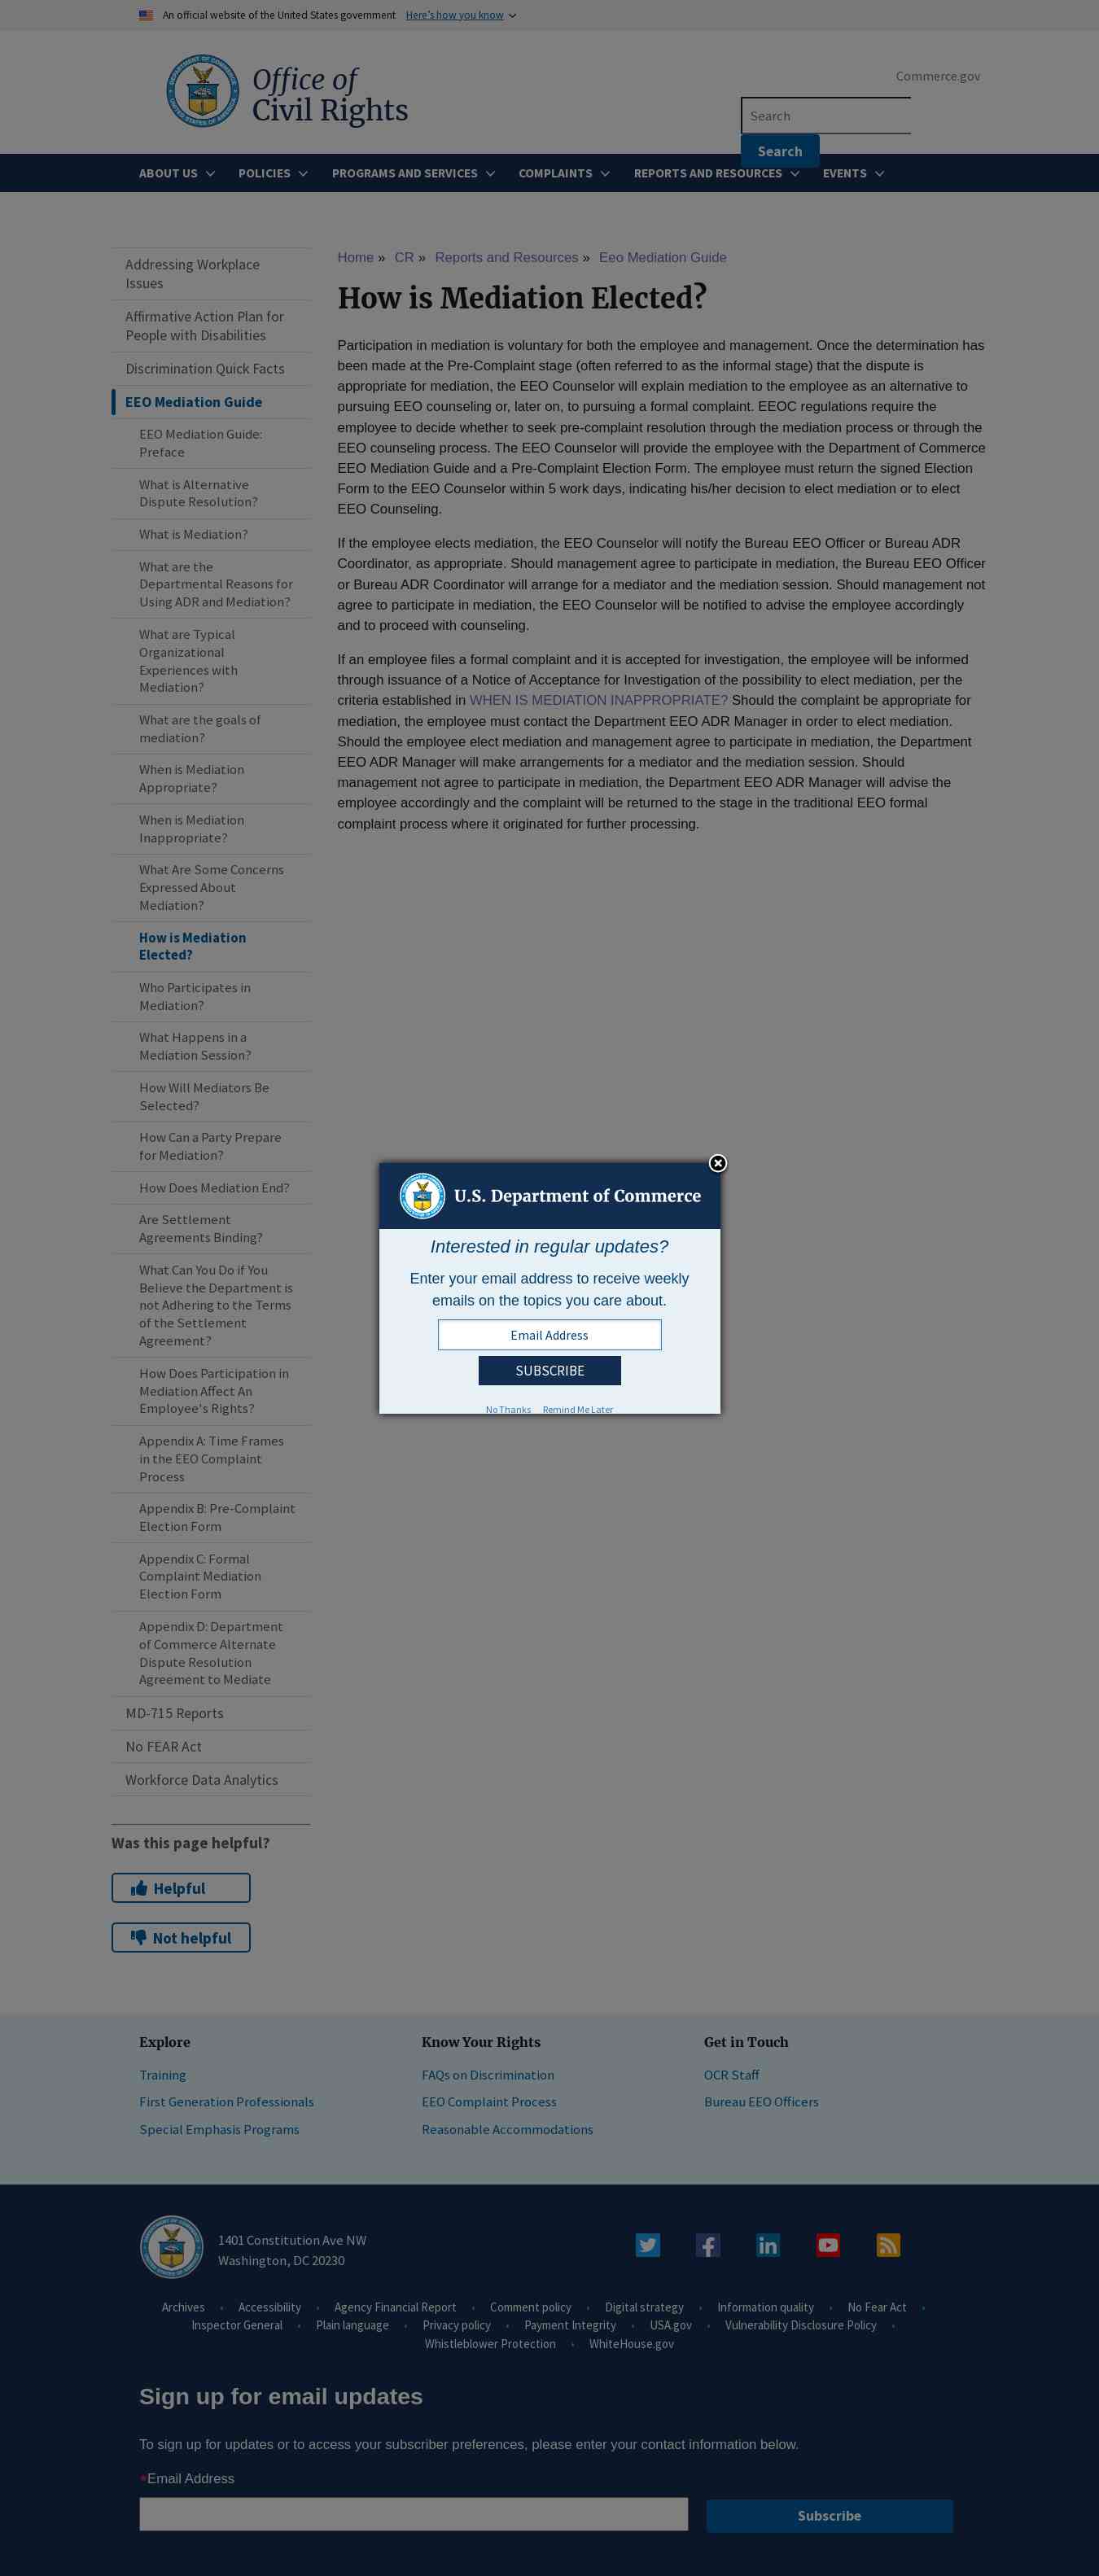 An official website of the United States government Here's how you know
Office of
Civil Rights
Commerce.gov
Search
Search
ABOUT US POLICIES PROGRAMS AND SERVICES COMPLAINTS REPORTS AND RESOURCES EVENTS
Addressing Workplace
Issues
Affirmative Action Plan for
People with Disabilities
Discrimination Quick Facts
EEO Mediation Guide
EEO Mediation Guide:
Preface
What is Alternative
Dispute Resolution?
What is Mediation?
What are the
Departmental Reasons for
Using ADR and Mediation?
What are Typical
Organizational
Experiences with
Mediation?
What are the goals of
mediation?
When is Mediation
Appropriate?
When is Mediation
Inappropriate?
What Are Some Concerns
Expressed About
Mediation?
How is Mediation
Elected?
Who Participates in
Mediation?
What Happens in a
Mediation Session?
How Will Mediators Be
Selected?
How Can a Party Prepare
for Mediation?
How Does Mediation End?
Are Settlement
Agreements Binding?
What Can You Do if You
Believe the Department is
not Adhering to the Terms
of the Settlement
Agreement?
How Does Participation in
Mediation Affect An
Employee's Rights?
Appendix A: Time Frames
in the EEO Complaint
Process
Appendix B: Pre-Complaint
Election Form
Appendix C: Formal
Complaint Mediation
Election Form
Appendix D: Department
of Commerce Alternate
Dispute Resolution
Agreement to Mediate
MD-715 Reports
No FEAR Act
Workforce Data Analytics
Was this page helpful?
Helpful
Not helpful
Home » CR » Reports and Resources » Eeo Mediation Guide
How is Mediation Elected?
Participation in mediation is voluntary for both the employee and management. Once the determination has
been made at the Pre-Complaint stage (often referred to as the informal stage) that the dispute is
appropriate for mediation, the EEO Counselor will explain mediation to the employee as an alternative to
pursuing EEO counseling or, later on, to pursuing a formal complaint. EEOC regulations require the
employee to decide whether to seek pre-complaint resolution through the mediation process or through the
EEO counseling process. The EEO Counselor will provide the employee with the Department of Commerce
EEO Mediation Guide and a Pre-Complaint Election Form. The employee must return the signed Election
Form to the EEO Counselor within 5 work days, indicating his/her decision to elect mediation or to elect
EEO Counseling.
If the employee elects mediation, the EEO Counselor will notify the Bureau EEO Officer or Bureau ADR
Coordinator, as appropriate. Should management agree to participate in mediation, the Bureau EEO Officer
or Bureau ADR Coordinator will arrange for a mediator and the mediation session. Should management not
agree to participate in mediation, the EEO Counselor will be notified to advise the employee accordingly
and to proceed with counseling.
If an employee files a formal complaint and it is accepted for investigation, the employee will be informed
through issuance of a Notice of Acceptance for Investigation of the possibility to elect mediation, per the
criteria established in WHEN IS MEDIATION INAPPROPRIATE? Should the complaint be appropriate for
mediation, the employee must contact the Department EEO ADR Manager in order to elect mediation.
Should the employee elect mediation and management agree to participate in mediation, the Department
EEO ADR Manager will make arrangements for a mediator and the mediation session. Should
management not agree to participate in mediation, the Department EEO ADR Manager will advise the
employee accordingly and the complaint will be returned to the stage in the traditional EEO formal
complaint process where it originated for further processing.
U.S. Department of Commerce
Interested in regular updates?
Enter your email address to receive weekly
emails on the topics you care about.
Email Address
SUBSCRIBE
No Thanks Remind Me Later
Explore
Training
First Generation Professionals
Special Emphasis Programs
Know Your Rights
FAQs on Discrimination
EEO Complaint Process
Reasonable Accommodations
Get in Touch
OCR Staff
Bureau EEO Officers
1401 Constitution Ave NW
Washington, DC 20230
Archives • Accessibility • Agency Financial Report • Comment policy • Digital strategy • Information quality • No Fear Act •
Inspector General • Plain language • Privacy policy • Payment Integrity • USA.gov • Vulnerability Disclosure Policy •
Whistleblower Protection • WhiteHouse.gov
Sign up for email updates
To sign up for updates or to access your subscriber preferences, please enter your contact information below.
*Email Address
Subscribe